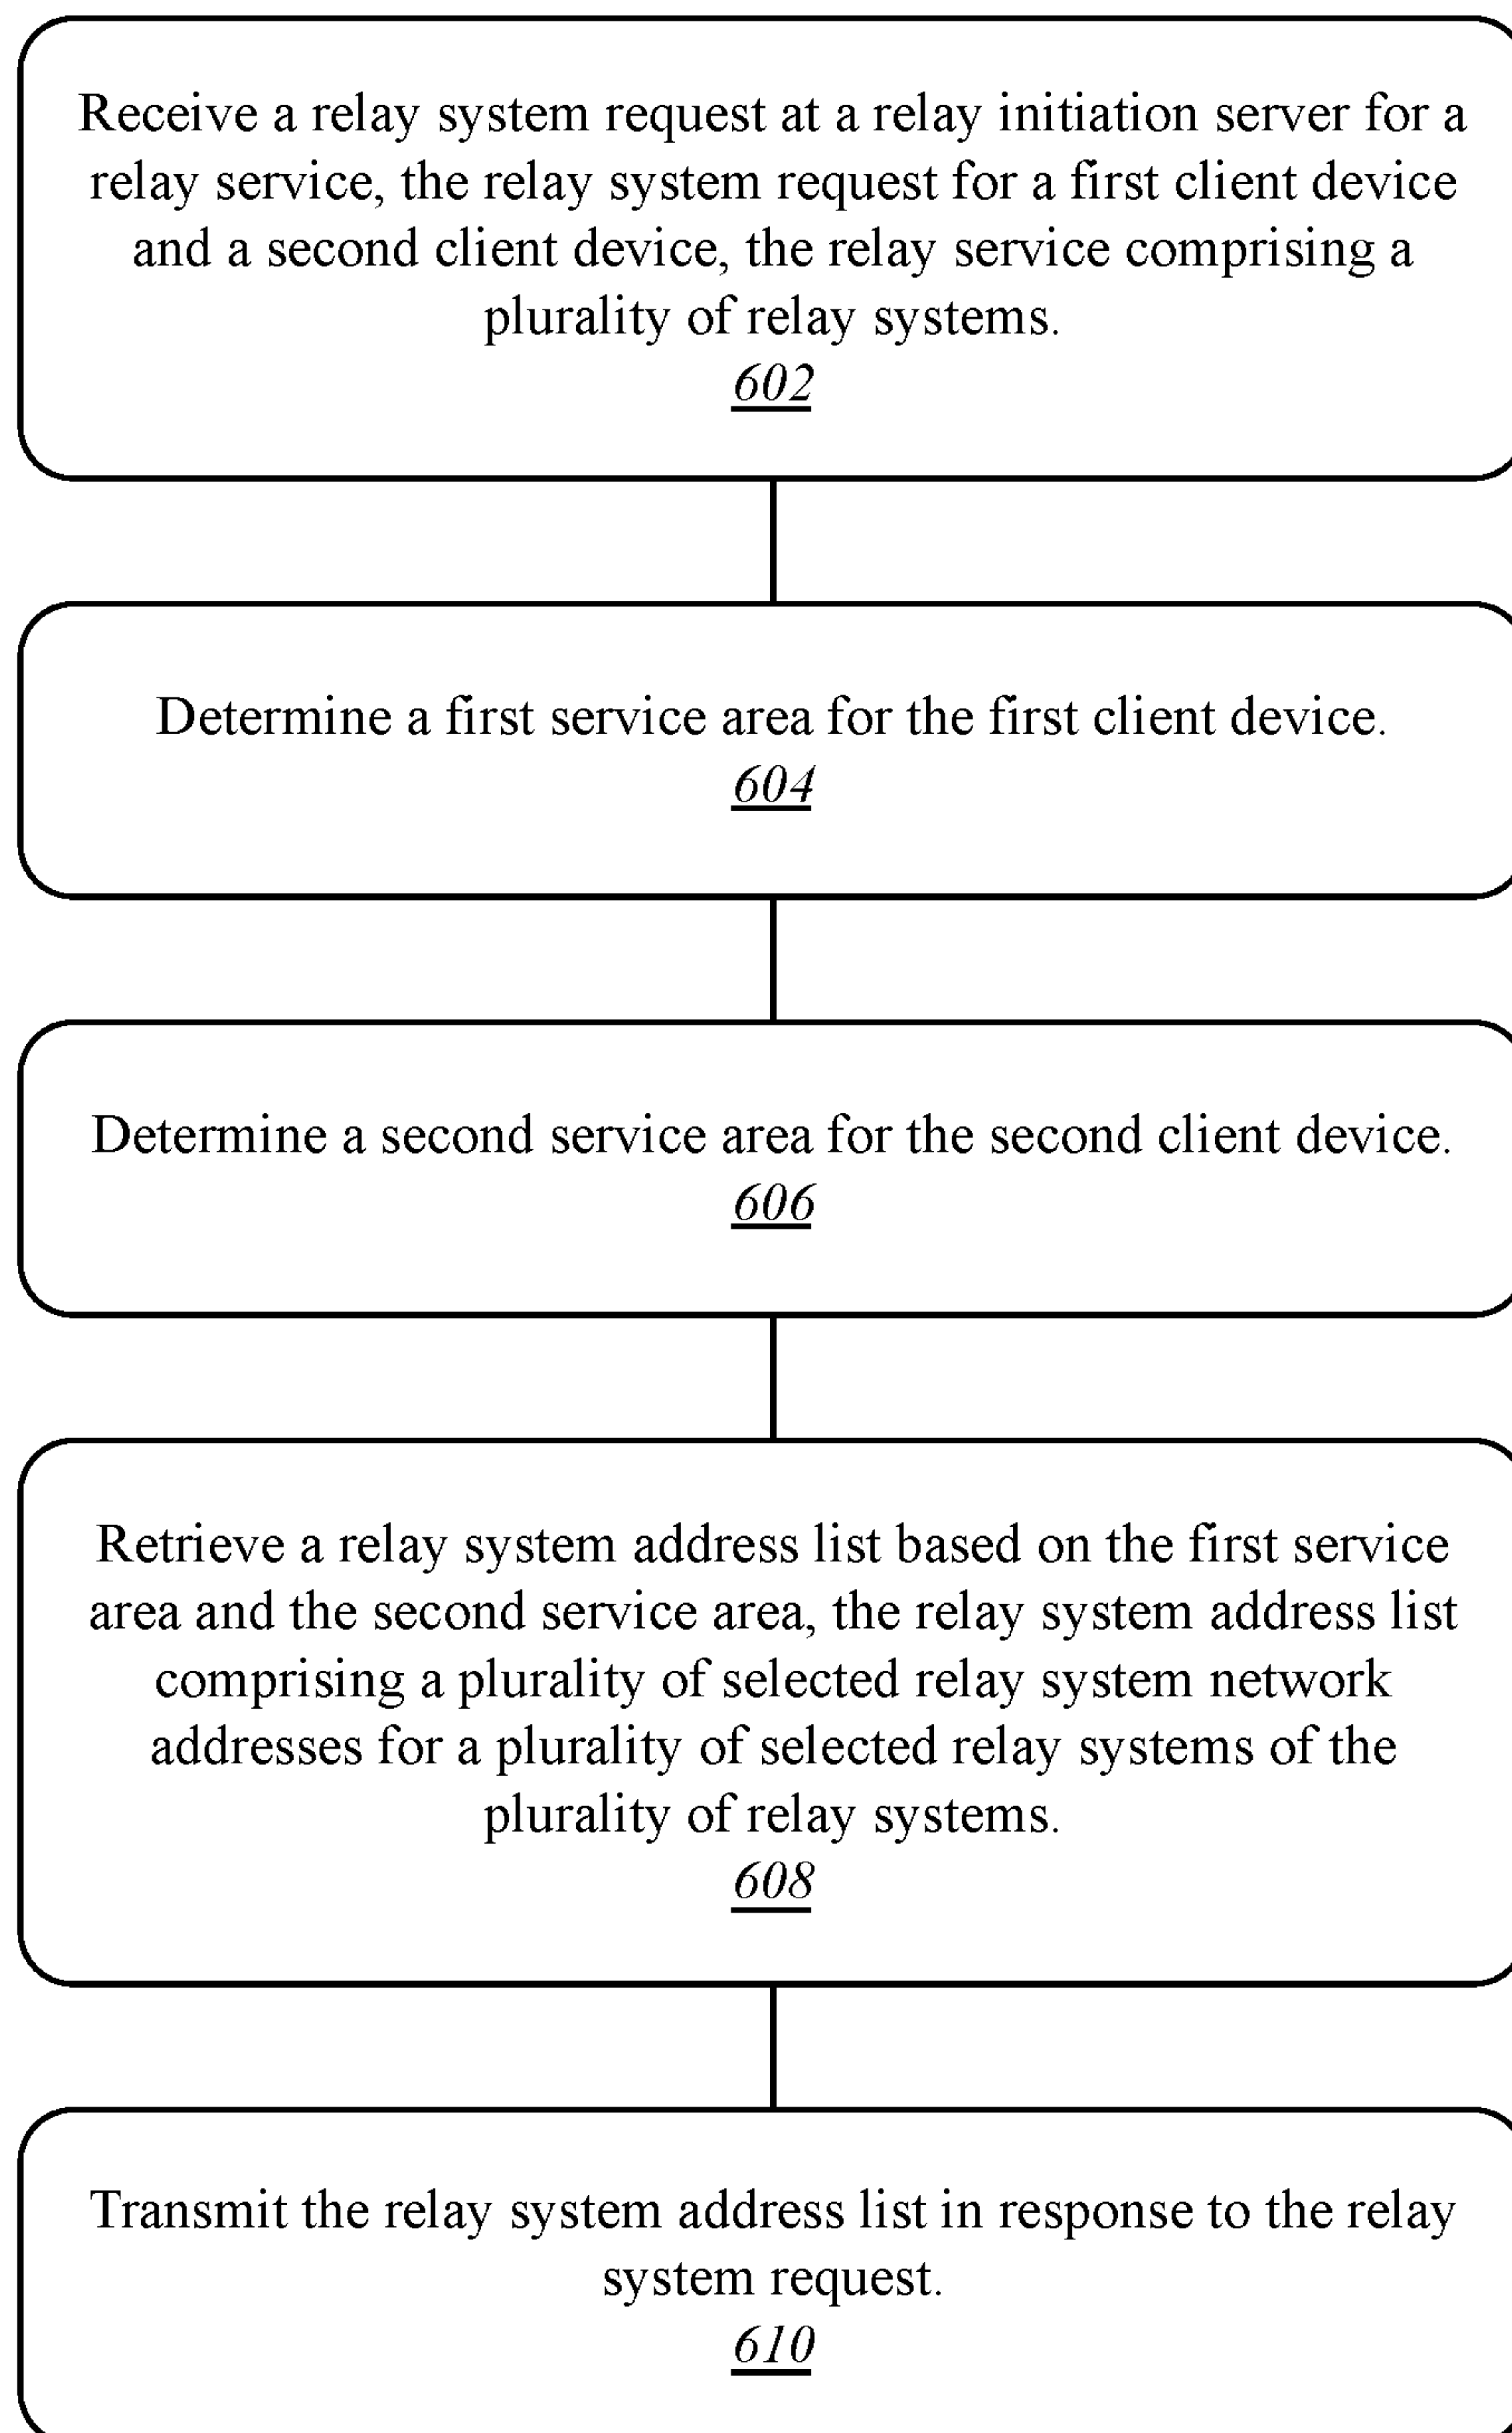 Receive a relay system request at a relay initiation server for a
relay service, the relay system request for a first client device
and a second client device, the relay service comprising a
plurality of relay systems.
602
Determine a first service area for the first client device.
604
Determine a second service area for the second client device.
606
Retrieve a relay system address list based on the first service
area and the second service area, the relay system address list
comprising a plurality of selected relay system network
addresses for a plurality of selected relay systems of the
plurality of relay systems.
608
Transmit the relay system address list in response to the relay
system request.
610